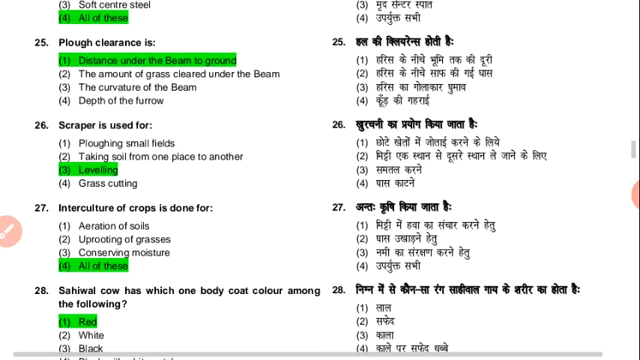 (3) Soft centre steel
(4) All of these
25. Plough clearance is:
(1) Distance under the Beam to ground
(2) The amount of grass cleared under the Beam
(3) The curvature of the Beam
(4) Depth of the furrow
26. Scraper is used for:
(1) Ploughing small fields
(2) Taking soil from one place to another
(3) Levelling
(4) Grass cutting
27. Interculture of crops is done for:
(1) Aeration of soils
(2) Uprooting of grasses
(3) Conserving moisture
(4) All of these
28. Sahiwal cow has which one body coat colour among
the following?
(1) Red
(2) White
(3) Black
(3) मृद सेन्टर स्पात
(4) उपर्युक्त सभी
25. हल की क्लियरेन्स होती है:
(1) हरिस के नीचे भूमि तक की दूरी
(2) हरिस के नीचे साफ की गई घास
(3) हरिस का गोलाकार घुमाव
(4) कूँड़ की गहराई
26. खुरचनी का प्रयोग किया जाता है:
(1) छोटे खेतों में जोताई करने के लिये
(2) मिट्टी एक स्थान से दूसरे स्थान ले जाने के लिए
(3) समतल करने
(4) घास काटने
27. अन्तः कृषि किया जाता है:
(1) मिट्टी में हवा का संचार करने हेतु
(2) घास उखाड़ने हेतु
(3) नमी का संरक्षण करने हेतु
(4) उपर्युक्त सभी
28. निम्न में से कौन-सा रंग साहीवाल गाय के शरीर का होता है:
(1) लाल
(2) सफेद
(3) काला
(4) काले पर सफेद धब्बे